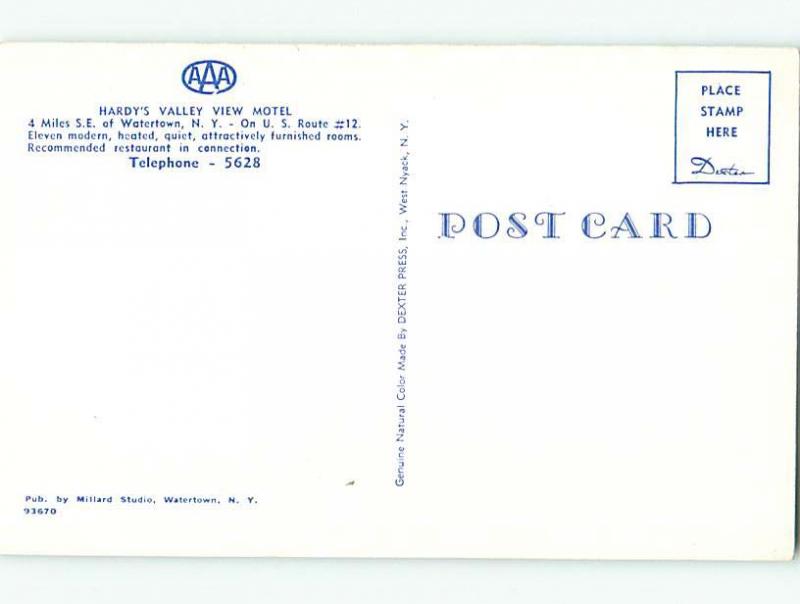 AAA
HARDY'S VALLEY VIEW MOTEL
4 Miles S.E. of Watertown, N. Y. - On U. S. Route #12.
Eleven modern, heated, quiet, attractively furnished rooms.
Recommended restaurant in connection.
Telephone - 5628
Pub. by Millard Studio, Watertown, N. Y.
93670
Genuine Natural Color Made By DEXTER PRESS, Inc., West Nyack, N. Y.
PLACE
STAMP
HERE
Dexter
POST CARD